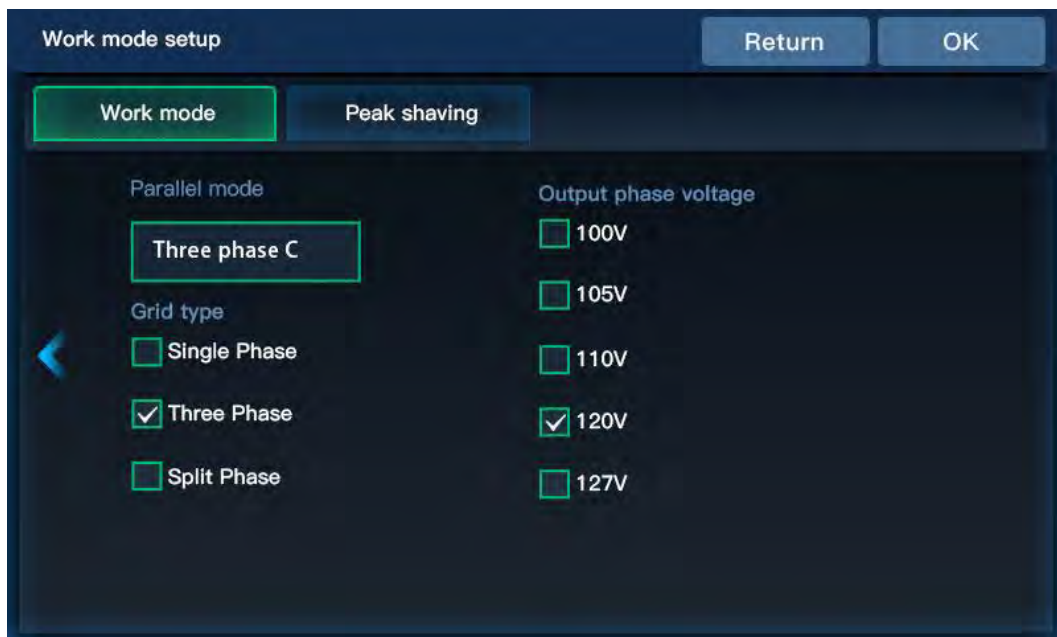 Work mode setup
Return
OK
Work mode
Peak shaving
Parallel mode
Three phase C
Grid type
Single Phase
Three Phase
Split Phase
Output phase voltage
100V
105V
110V
120V
127V